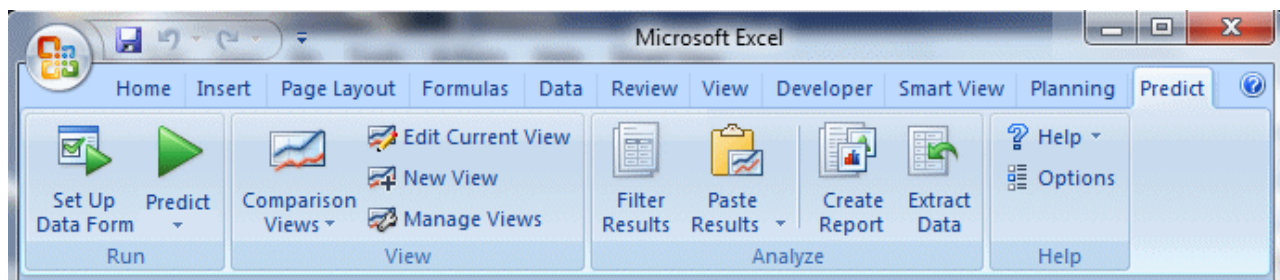 Microsoft Excel
Home Insert Page Layout Formulas Data Review View Developer Smart View Planning Predict
Set Up
Data Form
Predict
Run
Comparison
Views
Edit Current View
New View
Manage Views
View
Filter
Results
Paste
Results
Create
Report
Extract
Data
Analyze
Help
Options
Help